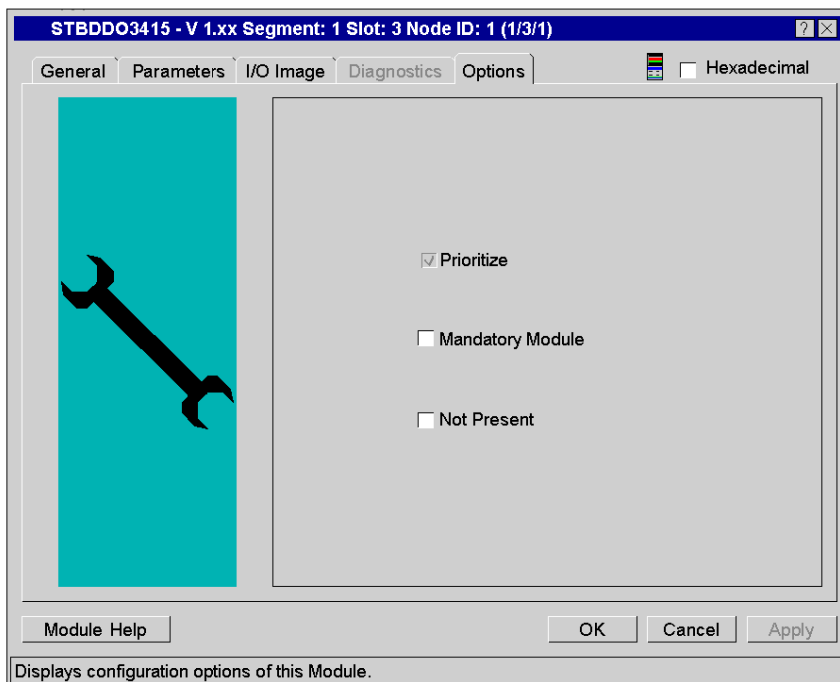 STBDDO3415 - V 1.xx Segment: 1 Slot: 3 Node ID: 1 (1/3/1) ?
General Parameters I/O Image Diagnostics Options Hexadecimal
Prioritize
Mandatory Module
Not Present
Module Help OK Cancel Apply
Displays configuration options of this Module.